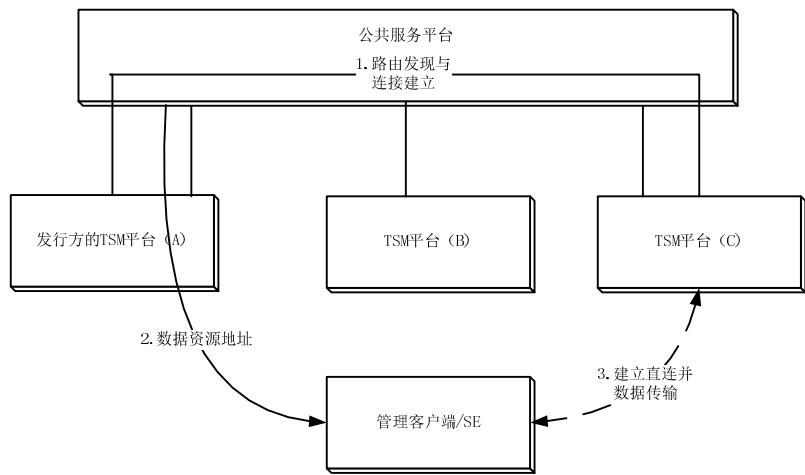 公共服务平台
1.路由发现与
连接建立
发行方的TSM平台（A）
TSM平台（B）
TSM平台（C）
2.数据资源地址
3.建立直连并
数据传输
管理客户端/SE